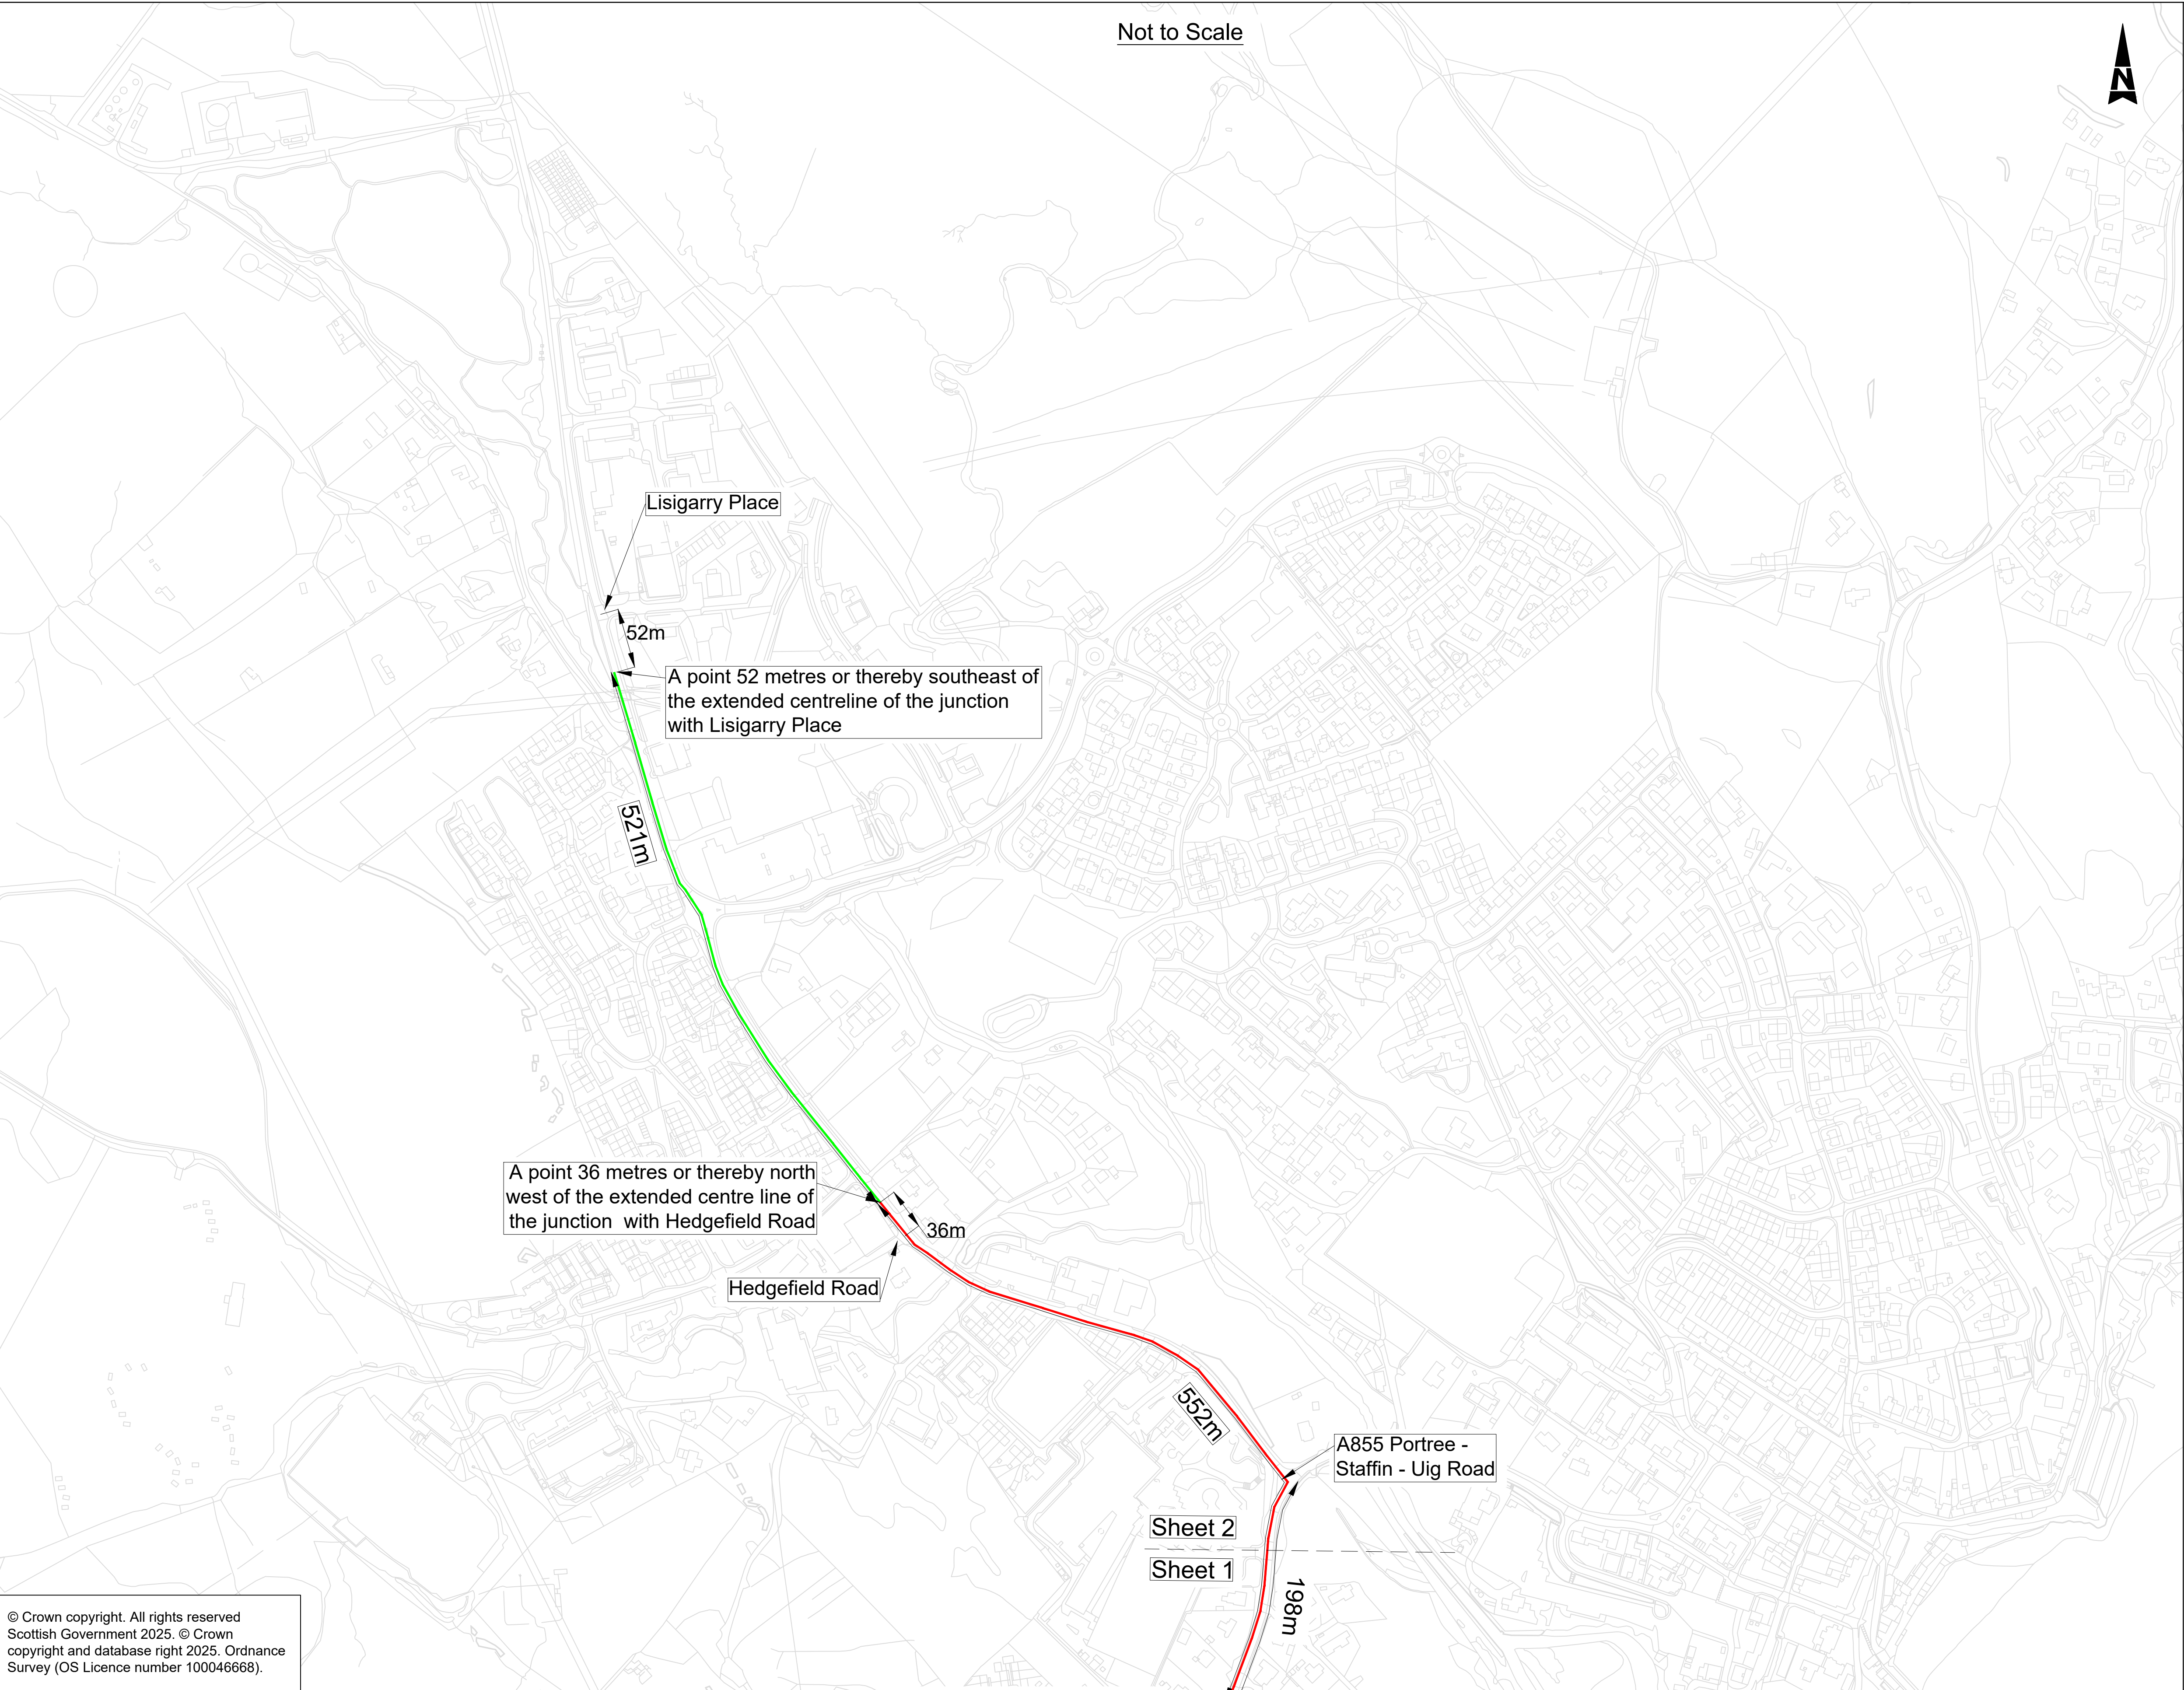 Not to Scale
N
Lisigarry Place
52m
A point 52 metres or thereby southeast of
the extended centreline of the junction
with Lisigarry Place
521m
A point 36 metres or thereby north
west of the extended centre line of
the junction with Hedgefield Road
36m
Hedgefield Road
552m
A855 Portree -
Staffin - Uig Road
Sheet 2
Sheet 1
198m
© Crown copyright. All rights reserved
Scottish Government 2025. © Crown
copyright and database right 2025. Ordnance
Survey (OS Licence number 100046668).